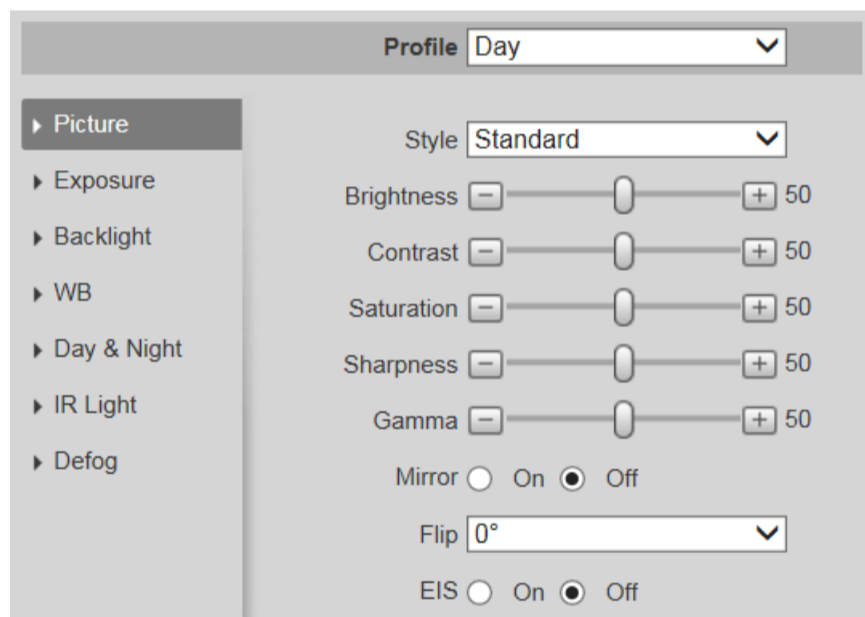 Profile Day
Picture
Exposure
Backlight
WB
Day & Night
IR Light
Defog
Style Standard
Brightness 50
Contrast 50
Saturation 50
Sharpness 50
Gamma 50
Mirror On Off
Flip 0°
EIS On Off